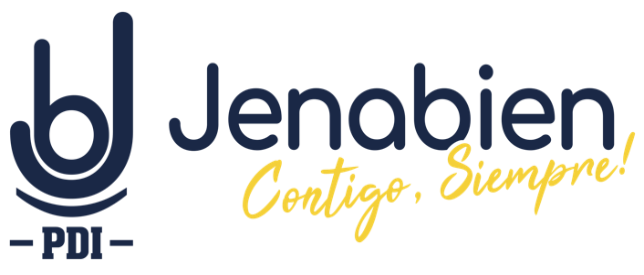 Jenabien
Contigo, Siempre!
- PDI -